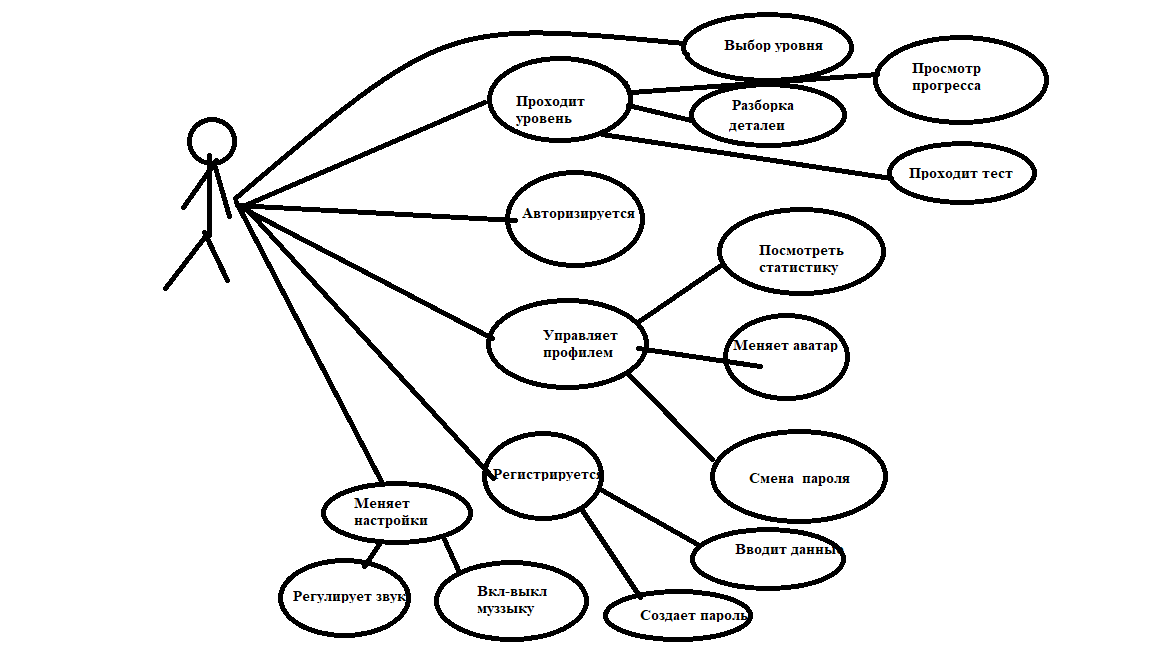 Выбор уровня
Просмотр
прогресса
Проходит
уровень
Разборка
деталеи
Проходит тест
Авторизируется
Посмотреть
статистику
Управляет
профилем
Меняет аватар
Регистрируется
Смена пароля
Меняет
настройки
Вводит данны
Регулирует звук
Вкл-выкл
муззыку
Создает пароль